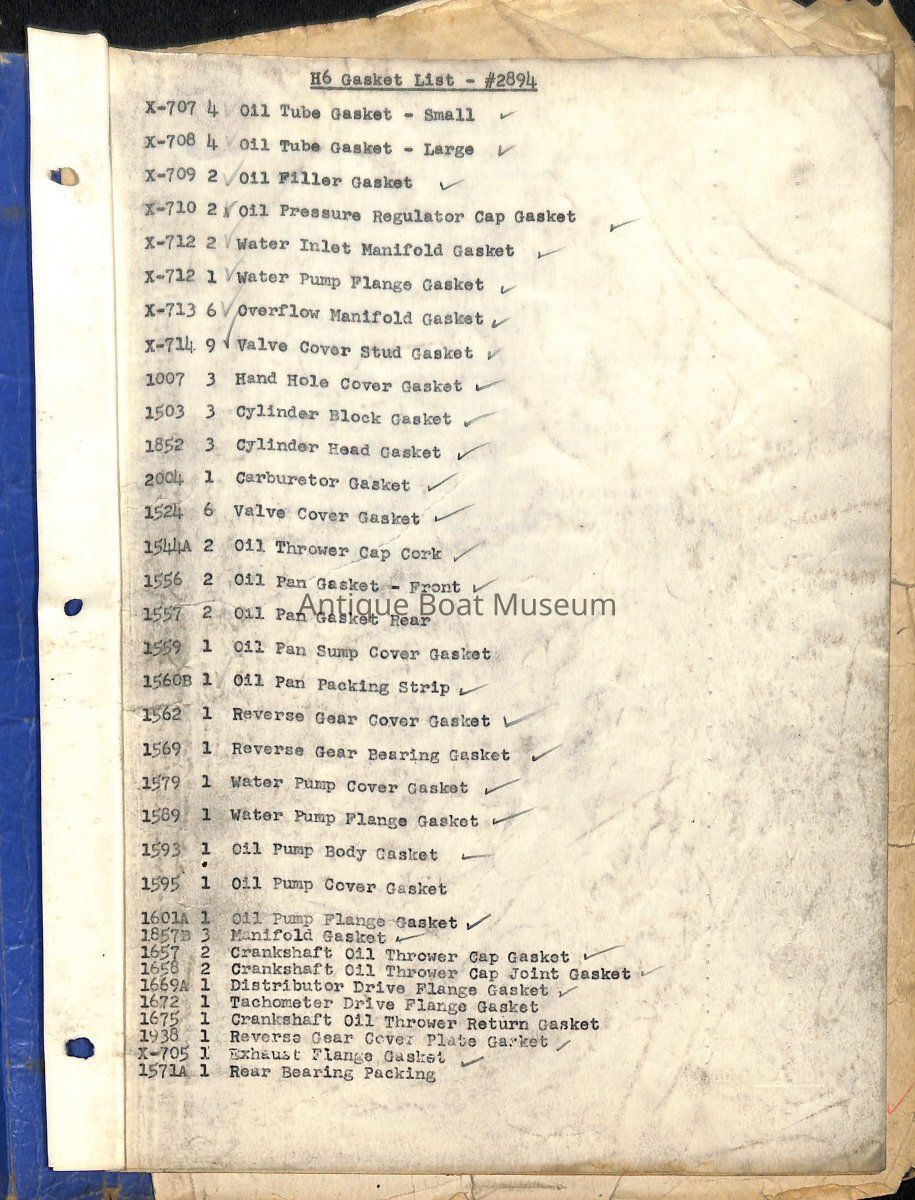 H6 Gasket List - #2894
X-707 4 Oil Tube Gasket - Small ✓
X-708 4 Oil Tube Gasket - Large ✓
X-709 2 ✓ Oil Filler Gasket ✓
X-710 2 ✓ Oil Pressure Regulator Cap Gasket ✓
X-712 2 ✓ Water Inlet Manifold Gasket ✓
X-712 1 ✓ Water Pump Flange Gasket ✓
X-713 6 ✓ Overflow Manifold Gasket ✓
X-714 9 ✓ Valve Cover Stud Gasket ✓
1007 3 Hand Hole Cover Gasket ✓
1503 3 Cylinder Block Gasket ✓
1852 3 Cylinder Head Gasket ✓
2004 1 Carburetor Gasket ✓
1524 6 Valve Cover Gasket ✓
1544A 2 Oil Thrower Cap Cork ✓
1556 2 Oil Pan Gasket - Front ✓
Antique Boat Museum
1557 2 Oil Pan Gasket Rear
1559 1 Oil Pan Sump Cover Gasket
1560B 1 Oil Pan Packing Strip ✓
1562 1 Reverse Gear Cover Gasket ✓
1569 1 Reverse Gear Bearing Gasket ✓
1579 1 Water Pump Cover Gasket ✓
1589 1 Water Pump Flange Gasket ✓
1593 1 Oil Pump Body Gasket ✓
1595 1 Oil Pump Cover Gasket
1601A 1 Oil Pump Flange Gasket ✓
1857B 3 Manifold Gasket ✓
1657 2 Crankshaft Oil Thrower Cap Gasket ✓
1658 2 Crankshaft Oil Thrower Cap Joint Gasket ✓
1669A 1 Distributor Drive Flange Gasket ✓
1672 1 Tachometer Drive Flange Gasket
1675 1 Crankshaft Oil Thrower Return Gasket
1938 1 Reverse Gear Cover Plate Gasket ✓
X-705 1 Exhaust Flange Gasket ✓
1571A 1 Rear Bearing Packing